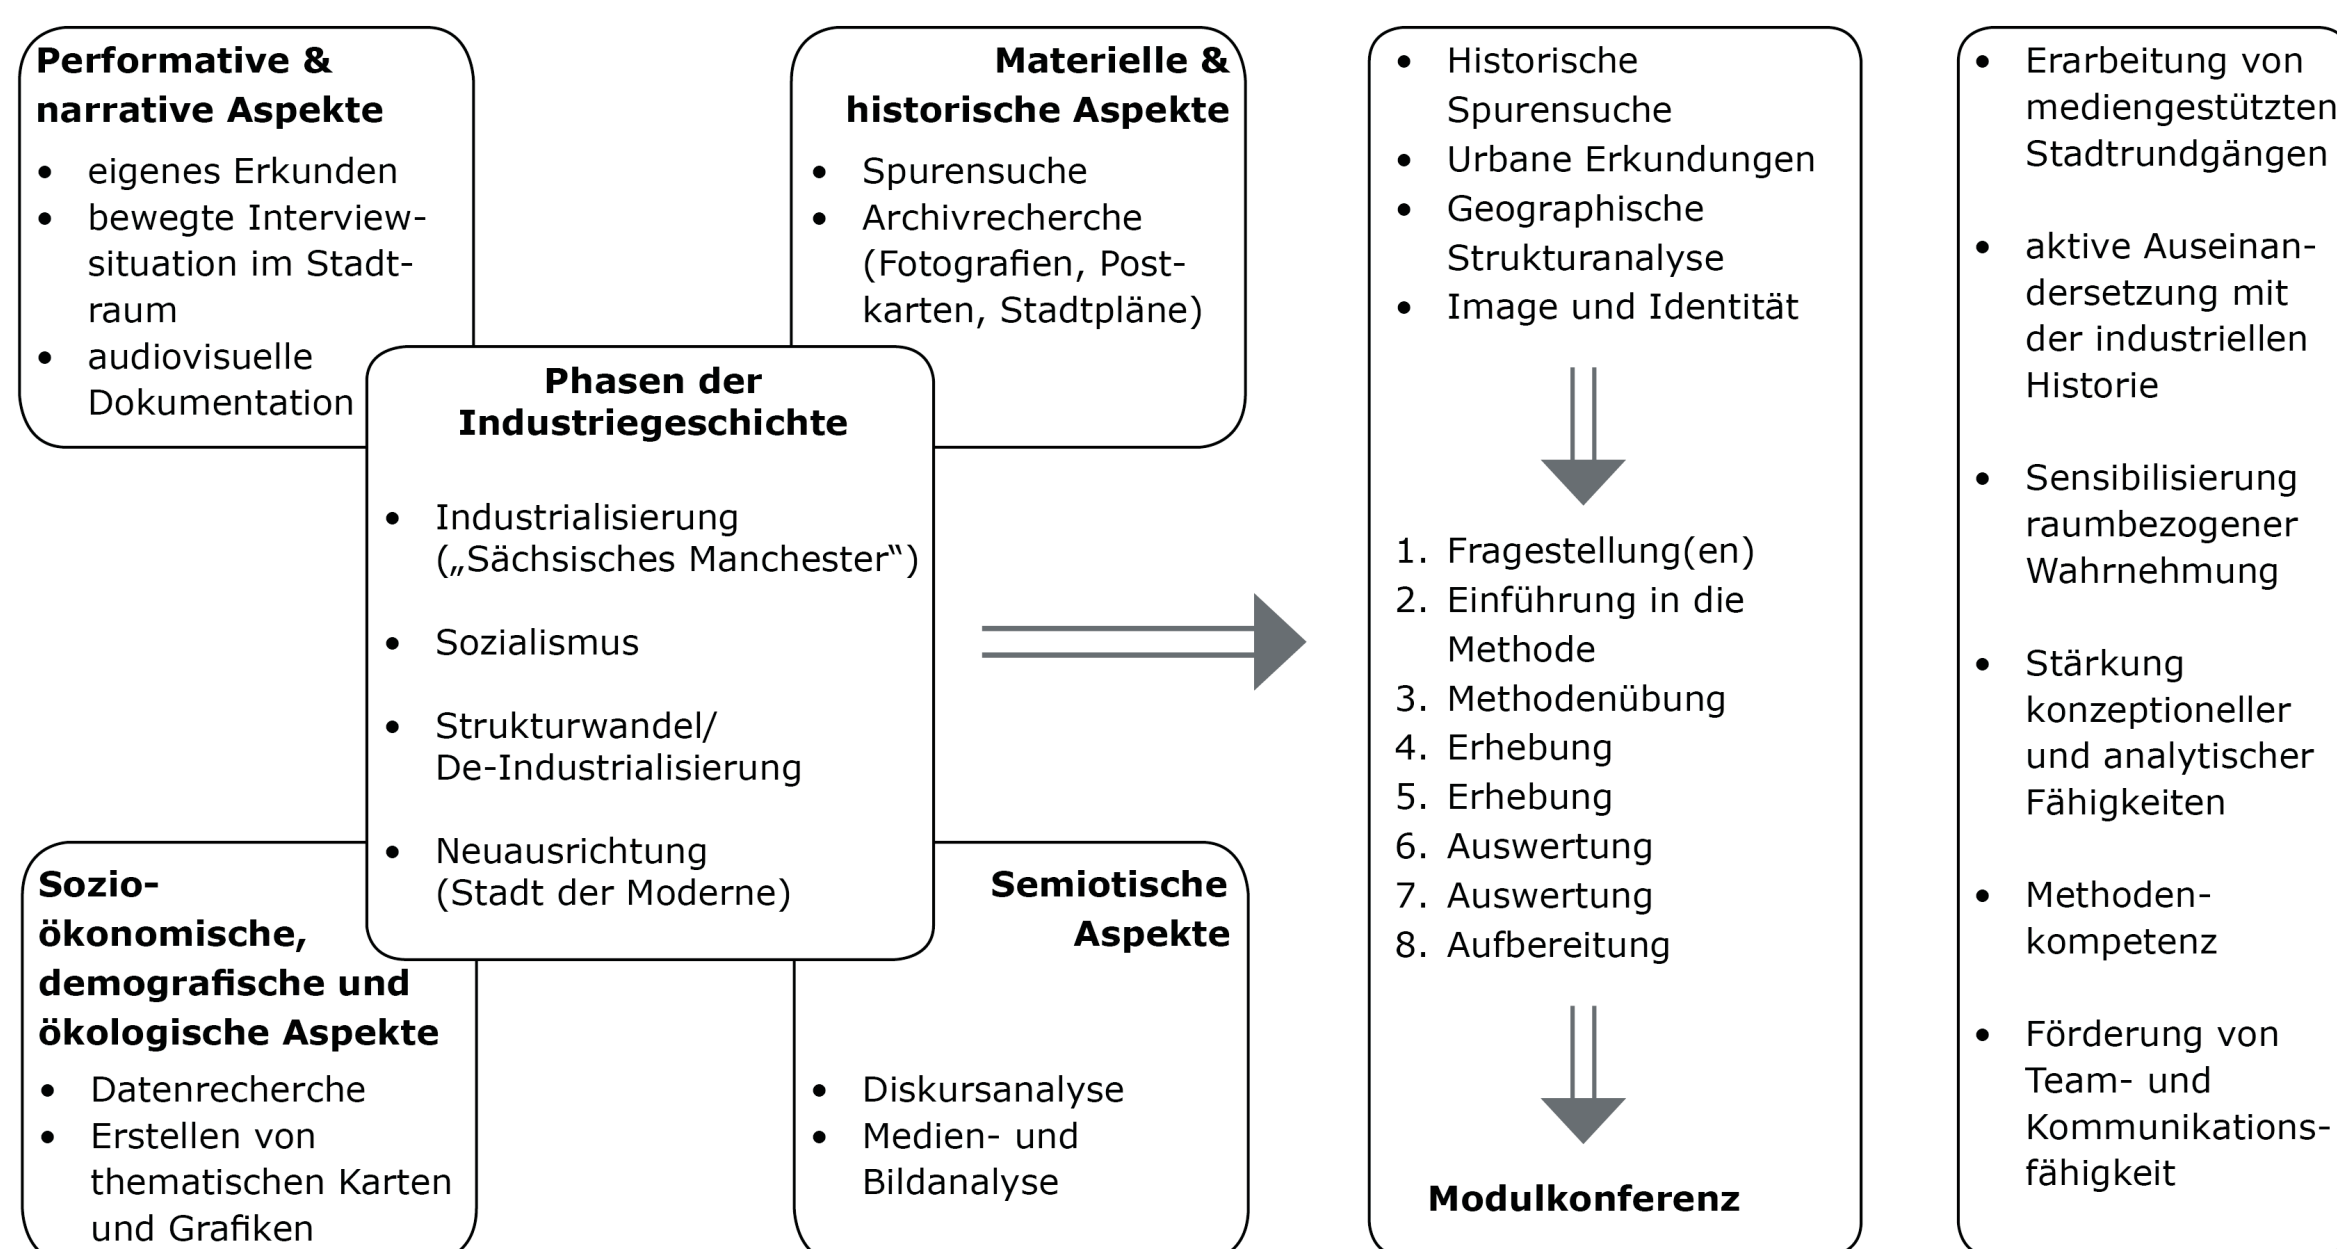 Performative &
narrative Aspekte
• eigenes Erkunden
• bewegte Interview-
situation im Stadt-
raum
• audiovisuelle
Dokumentation
Materielle &
historische Aspekte
• Spurensuche
• Archivrecherche
(Fotografien, Post-
karten, Stadtpläne)
Phasen der
Industriegeschichte
• Industrialisierung
(„Sächsisches Manchester“)
• Sozialismus
• Strukturwandel/
De-Industrialisierung
• Neuausrichtung
(Stadt der Moderne)
Sozio-
ökonomische,
demografische und
ökologische Aspekte
• Datenrecherche
• Erstellen von
thematischen Karten
und Grafiken
Semiotische
Aspekte
• Diskursanalyse
• Medien- und
Bildanalyse
• Historische
Spurensuche
• Urbane Erkundungen
• Geographische
Strukturanalyse
• Image und Identität
1. Fragestellung(en)
2. Einführung in die
Methode
3. Methodenübung
4. Erhebung
5. Erhebung
6. Auswertung
7. Auswertung
8. Aufbereitung
Modulkonferenz
• Erarbeitung von
mediengestützten
Stadtrundgängen
• aktive Auseinan-
dersetzung mit
der industriellen
Historie
• Sensibilisierung
raumbezogener
Wahrnehmung
• Stärkung
konzeptioneller
und analytischer
Fähigkeiten
• Methoden-
kompetenz
• Förderung von
Team- und
Kommunikations-
fähigkeit